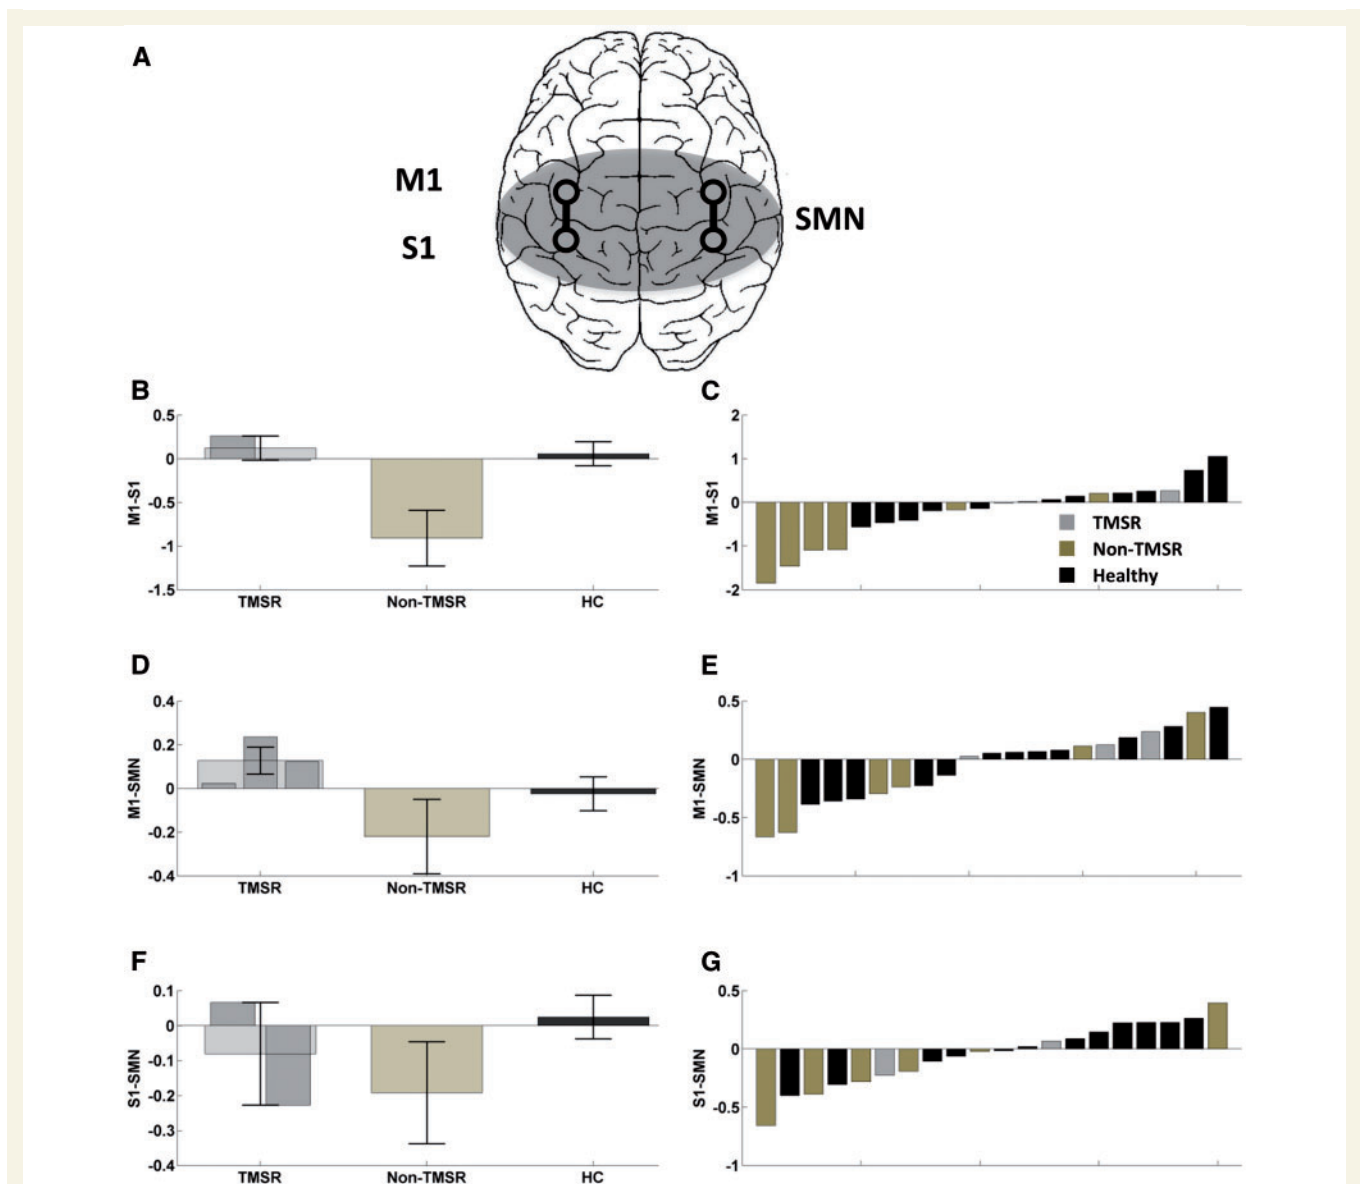 A
M1
S1
SMN
B
0.5
0
-0.5
-1
-1.5
M1-S1
TMSR Non-TMSR HC
C
2
1
0
-1
-2
M1-S1
TMSR
Non-TMSR
Healthy
D
0.4
0.2
0
-0.2
-0.4
M1-SMN
TMSR Non-TMSR HC
E
0.5
0
-0.5
-1
M1-SMN
F
0.1
0
-0.1
-0.2
-0.3
-0.4
S1-SMN
TMSR Non-TMSR HC
G
0.5
0
-0.5
-1
S1-SMN